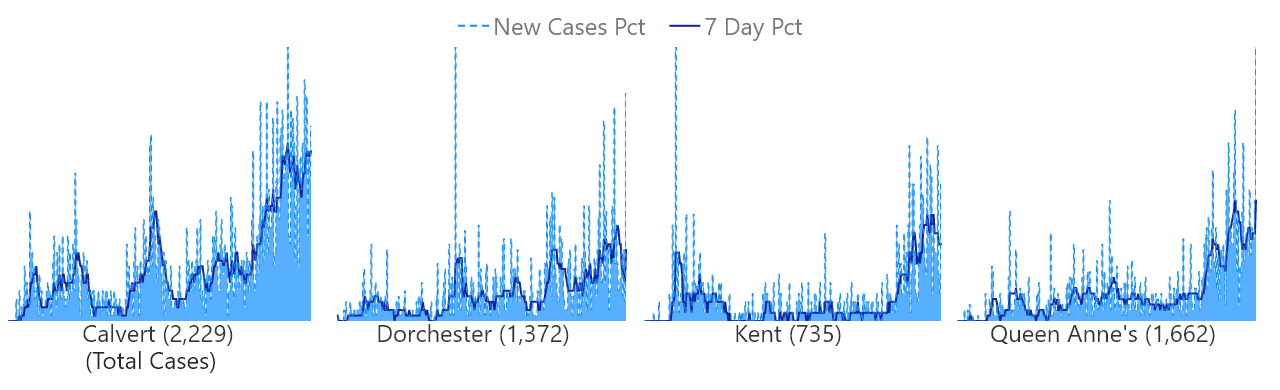 New Cases Pct 7 Day Pct
Calvert (2,229) Dorchester (1,372) Kent (735) Queen Anne's (1,662)
(Total Cases)